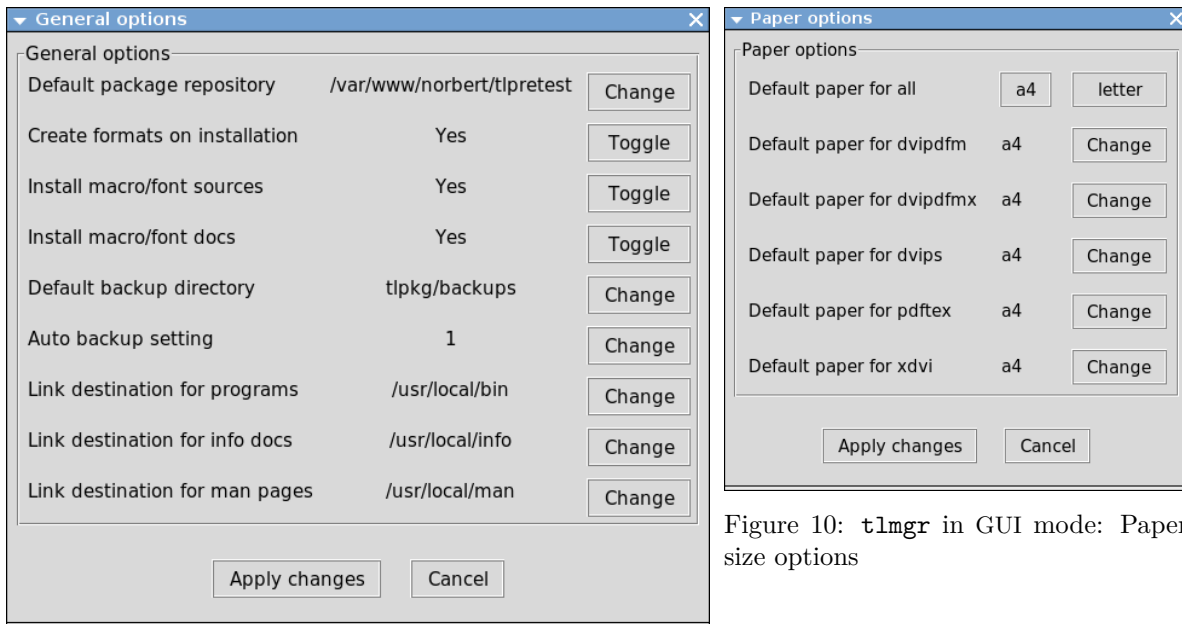 General options
General options
Default package repository /var/www/norbert/tlpretest Change
Create formats on installation Yes Toggle
Install macro/font sources Yes Toggle
Install macro/font docs Yes Toggle
Default backup directory tlpkg/backups Change
Auto backup setting 1 Change
Link destination for programs /usr/local/bin Change
Link destination for info docs /usr/local/info Change
Link destination for man pages /usr/local/man Change
Apply changes Cancel
Paper options
Paper options
Default paper for all a4 letter
Default paper for dvipdfm a4 Change
Default paper for dvipdfmx a4 Change
Default paper for dvips a4 Change
Default paper for pdftex a4 Change
Default paper for xdvi a4 Change
Apply changes Cancel
Figure 10: tlmgr in GUI mode: Paper
size options